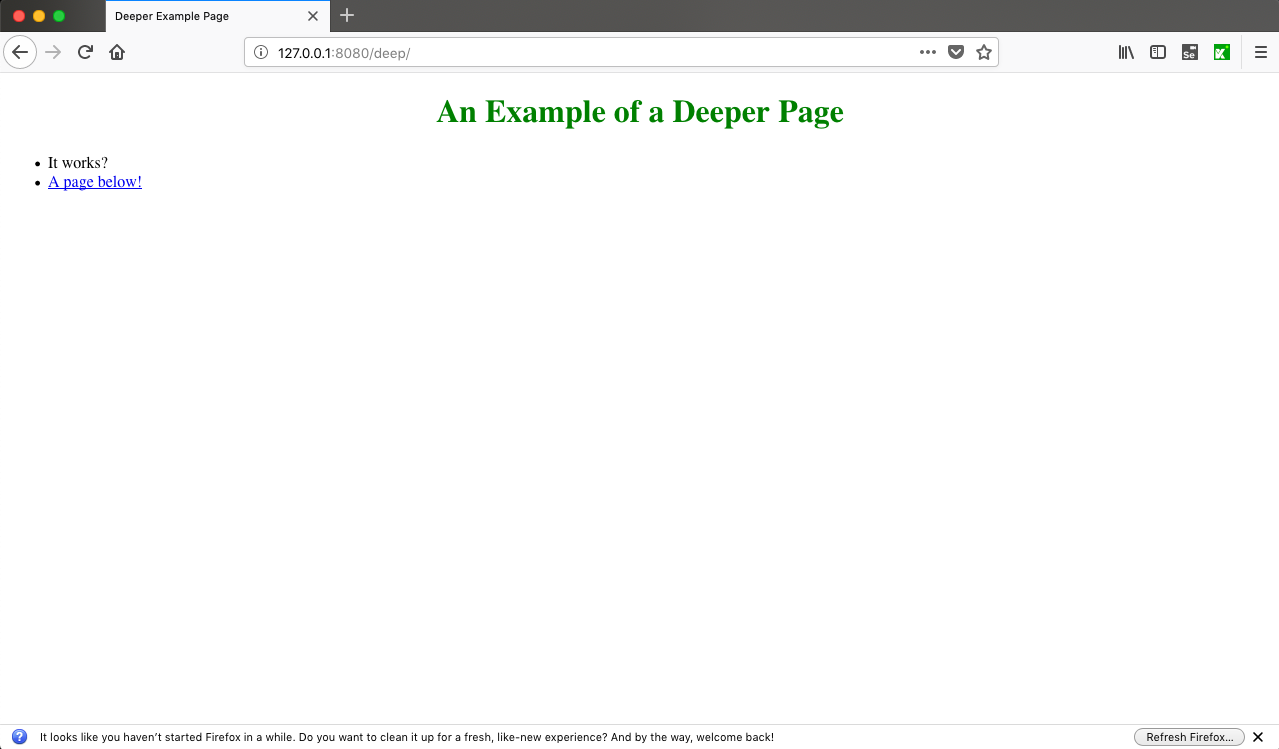 Deeper Example Page
127.0.0.1:8080/deep/
Se
K
An Example of a Deeper Page
• It works?
• A page below!
It looks like you haven’t started Firefox in a while. Do you want to clean it up for a fresh, like-new experience? And by the way, welcome back!
Refresh Firefox…